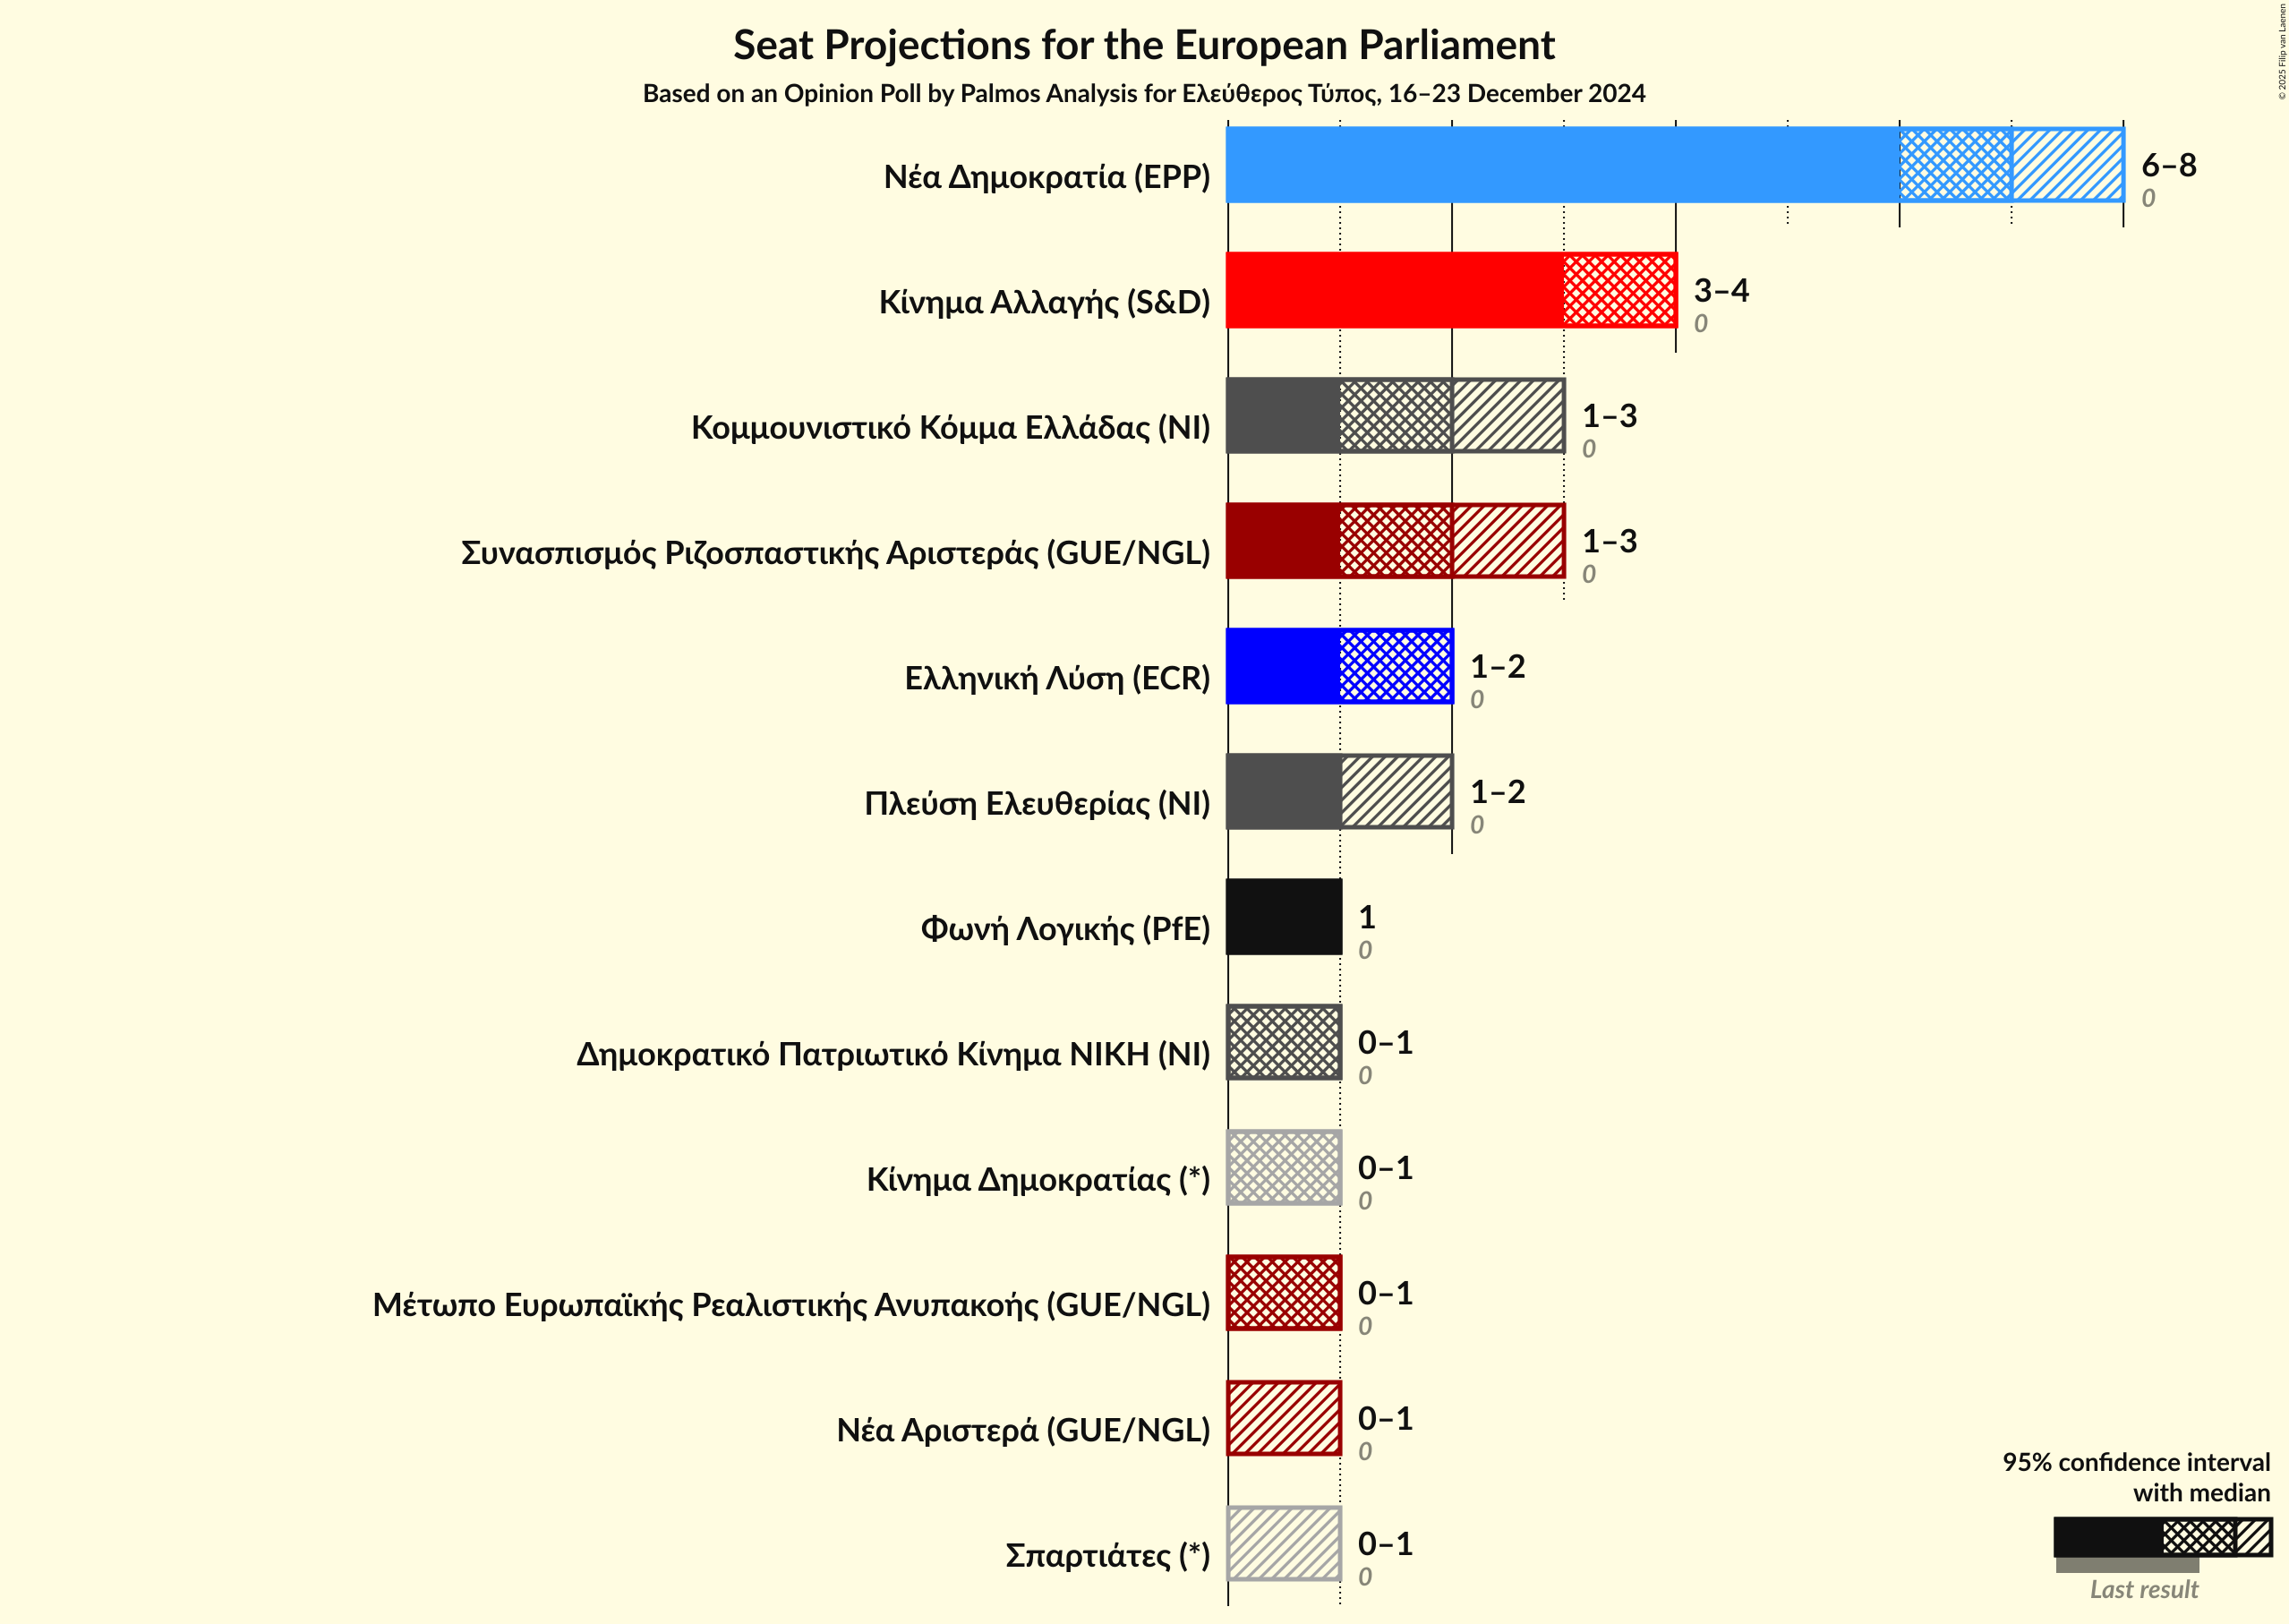 Seat Projections for the European Parliament
Based on an Opinion Poll by Palmos Analysis for Ελεύθερος Τύπος, 16–23 December 2024
© 2025 Filip van Laenen
Νέα Δημοκρατία (EPP)
6–8
0
Κίνημα Αλλαγής (S&D)
3–4
0
Κομμουνιστικό Κόμμα Ελλάδας (NI)
1–3
0
Συνασπισμός Ριζοσπαστικής Αριστεράς (GUE/NGL)
1–3
0
Ελληνική Λύση (ECR)
1–2
0
Πλεύση Ελευθερίας (NI)
1–2
0
Φωνή Λογικής (PfE)
1
0
Δημοκρατικό Πατριωτικό Κίνημα ΝΙΚΗ (NI)
0–1
0
Κίνημα Δημοκρατίας (*)
0–1
0
Μέτωπο Ευρωπαϊκής Ρεαλιστικής Ανυπακοής (GUE/NGL)
0–1
0
Νέα Αριστερά (GUE/NGL)
0–1
0
Σπαρτιάτες (*)
0–1
0
95% confidence interval
with median
Last result